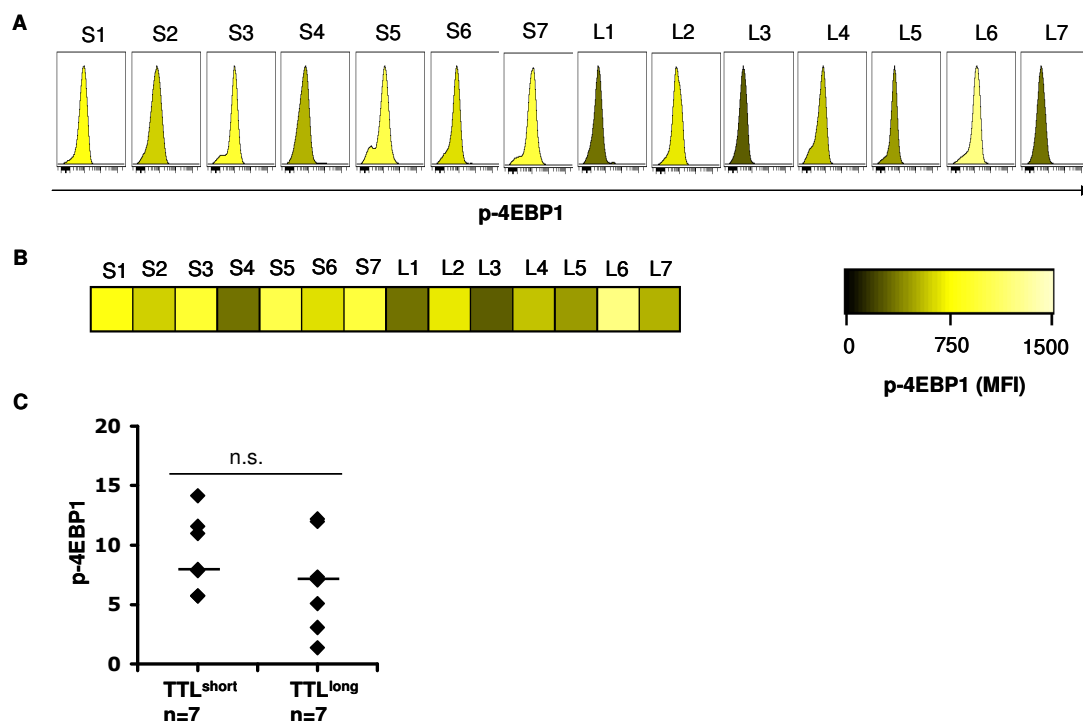 A
S1 S2 S3 S4 S5 S6 S7 L1 L2 L3 L4 L5 L6 L7
p-4EBP1
B
S1 S2 S3 S4 S5 S6 S7 L1 L2 L3 L4 L5 L6 L7
0 750 1500
p-4EBP1 (MFI)
C
20
n.s.
15
10
5
0
p-4EBP1
TTLshort TTLlong
n=7 n=7